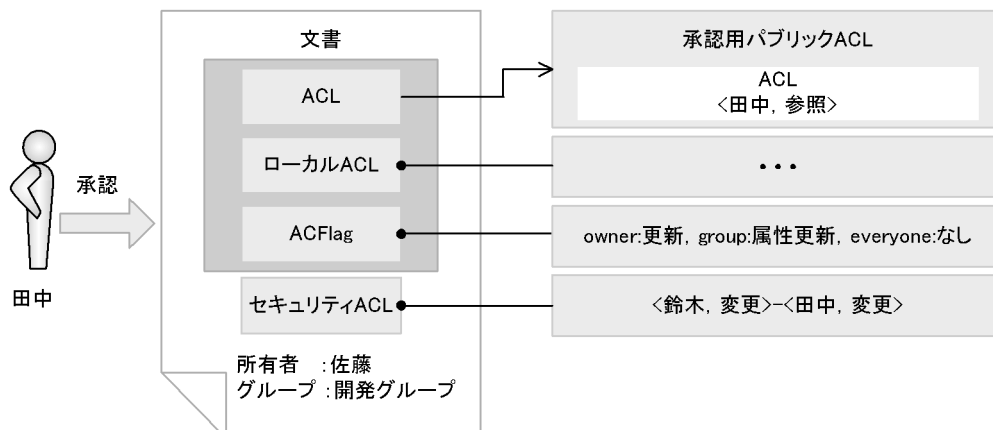 文書
承認用パブリックACL
ACL
ACL
<田中, 参照>
ローカルACL
・・・
承認
ACFlag
owner:更新, group:属性更新, everyone:なし
田中
セキュリティACL
<鈴木, 変更>-<田中, 変更>
所有者 :佐藤
グループ :開発グループ